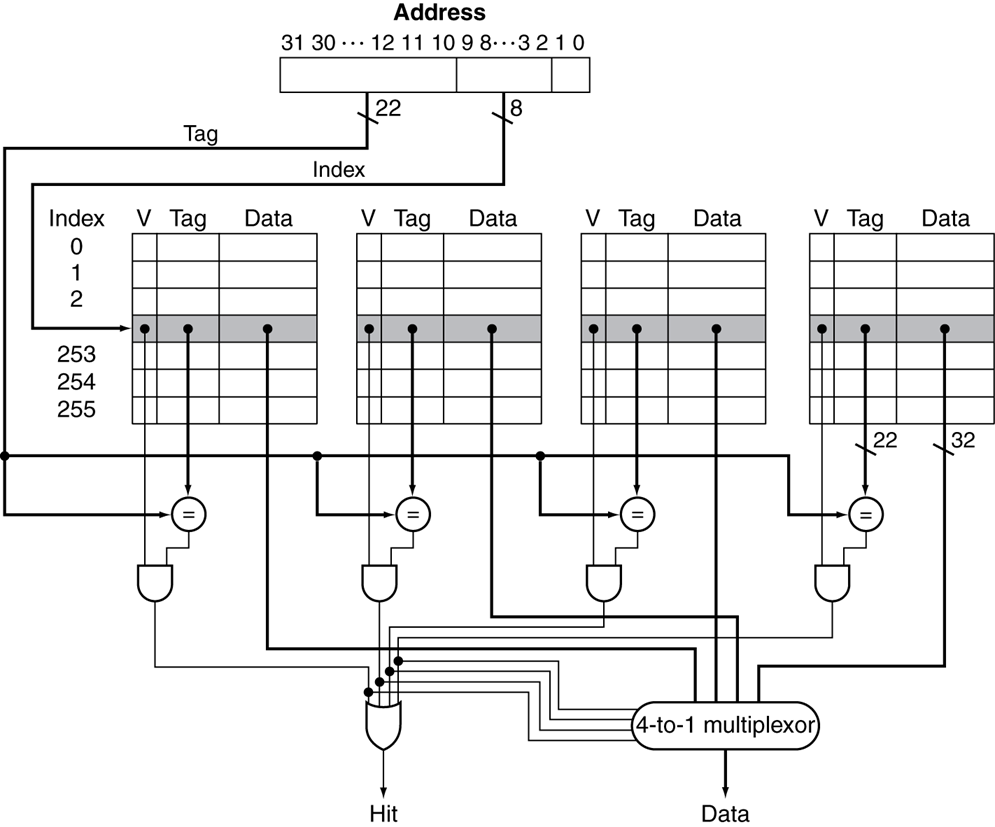 Address
31 30 ··· 12 11 10 9 8···3 2 1 0
22
8
Tag
Index
Index V Tag Data V Tag Data V Tag Data V Tag Data
0
1
2
253
254
255
22 32
= = = =
4-to-1 multiplexor
Hit Data